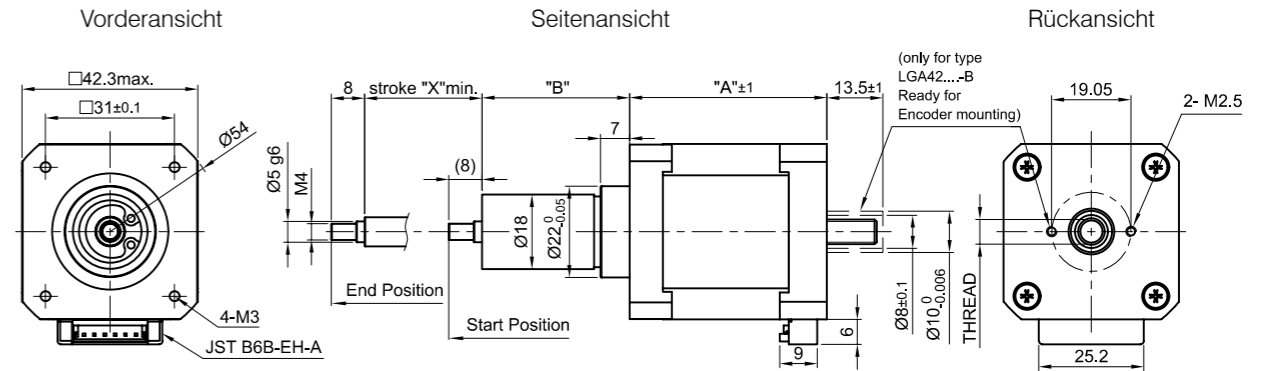 Vorderansicht
Seitenansicht
Rückansicht
□42.3max.
□31±0.1
Ø54
4-M3
JST B6B-EH-A
8
stroke "X"min.
"B"
"A"±1
13.5±1
7
(8)
Ø5 g6
M4
Ø18
Ø22 0 -0.05
End Position
Start Position
9
6
Ø8±0.1
Ø10 0 -0.006
(only for type
LGA42....-B
Ready for
Encoder mounting)
19.05
2- M2.5
THREAD
25.2